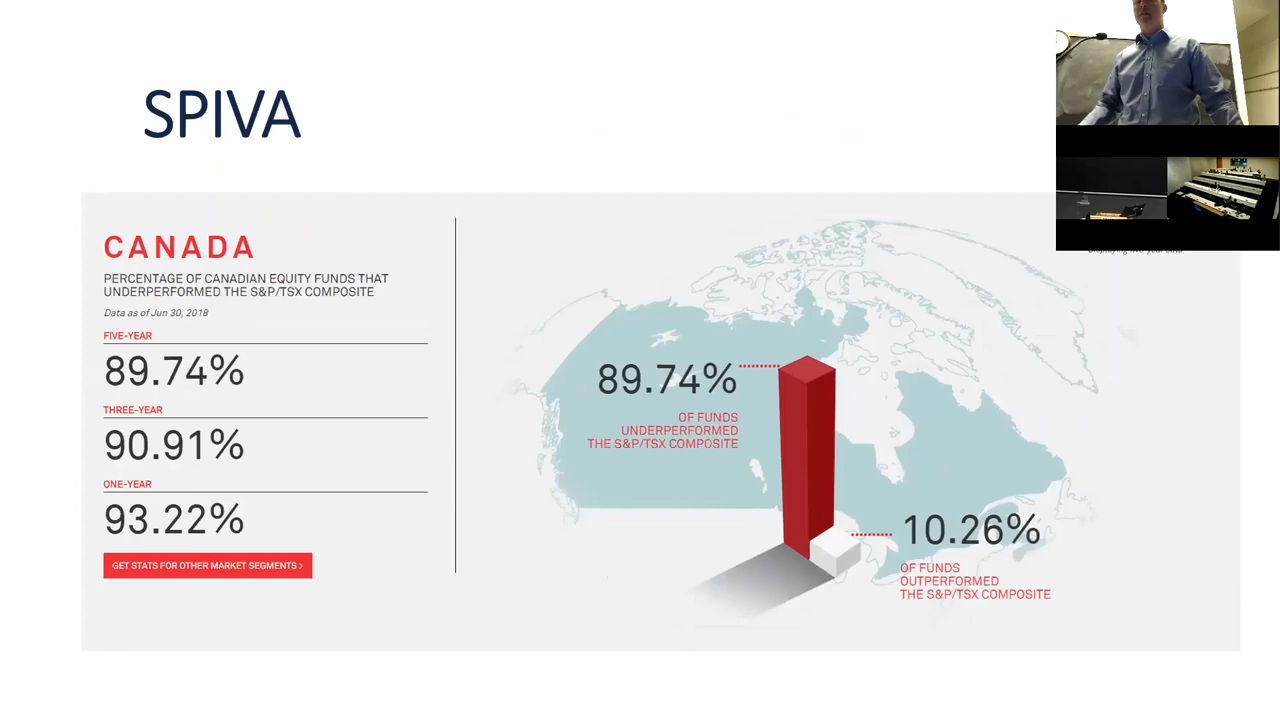 SPIVA
CANADA
PERCENTAGE OF CANADIAN EQUITY FUNDS THAT
UNDERPERFORMED THE S&P/TSX COMPOSITE
Data as of Jun 30, 2018
FIVE-YEAR
89.74%
THREE-YEAR
90.91%
ONE-YEAR
93.22%
GET STATS FOR OTHER MARKET SEGMENTS >
89.74%
OF FUNDS
UNDERPERFORMED
THE S&P/TSX COMPOSITE
10.26%
OF FUNDS
OUTPERFORMED
THE S&P/TSX COMPOSITE